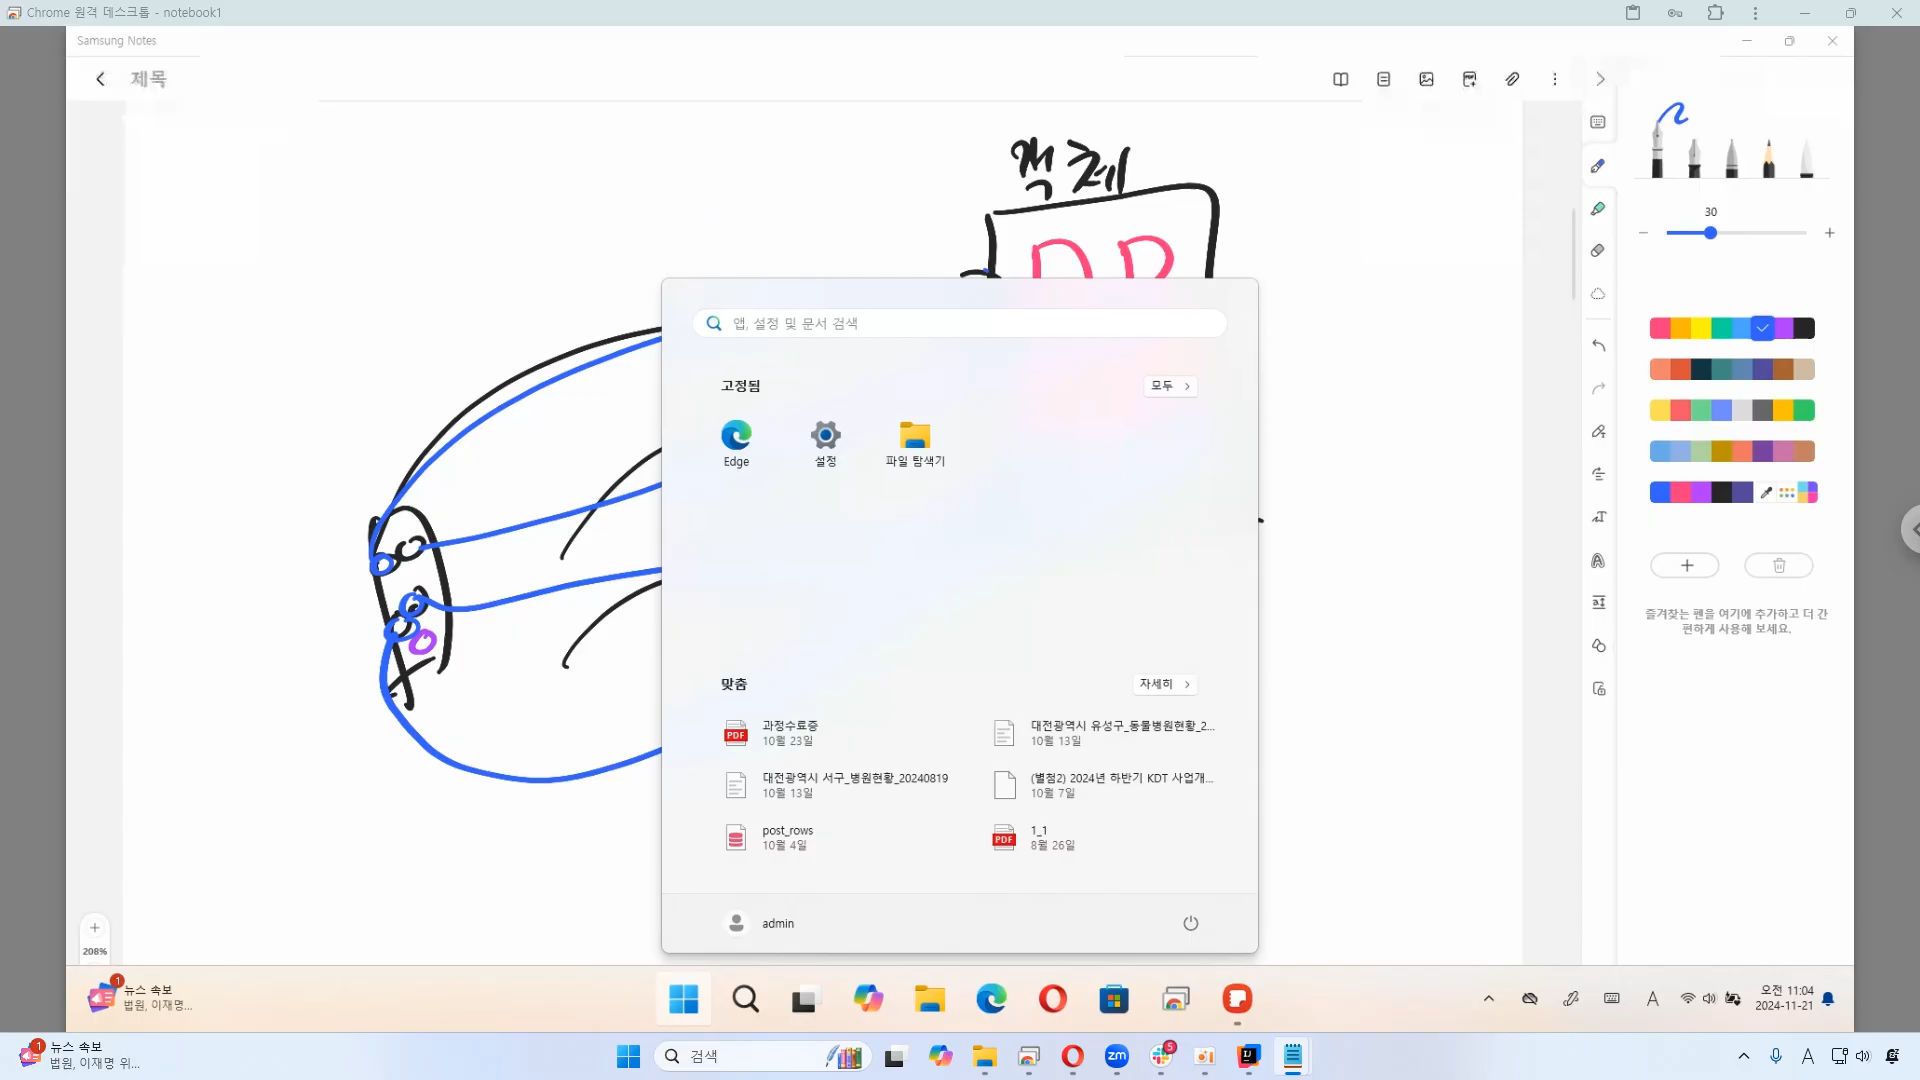 Chrome 원격 데스크톱 - notebook1
Samsung Notes
제목
객체
30
앱, 설정 및 문서 검색
고정됨
모두
Edge
설정
파일 탐색기
맞춤
자세히
과정수료증
10월 23일
대전광역시 유성구_동물병원현황_2...
10월 13일
대전광역시 서구_병원현황_20240819
10월 13일
(별첨2) 2024년 하반기 KDT 사업개...
10월 7일
post_rows
10월 4일
1_1
8월 26일
admin
즐겨찾는 펜을 여기에 추가하고 더 간
편하게 사용해 보세요.
208%
1
뉴스 속보
법원, 이재명...
A
오전 11:04
2024-11-21
1
뉴스 속보
법원, 이재명 위...
검색
zm
5
A